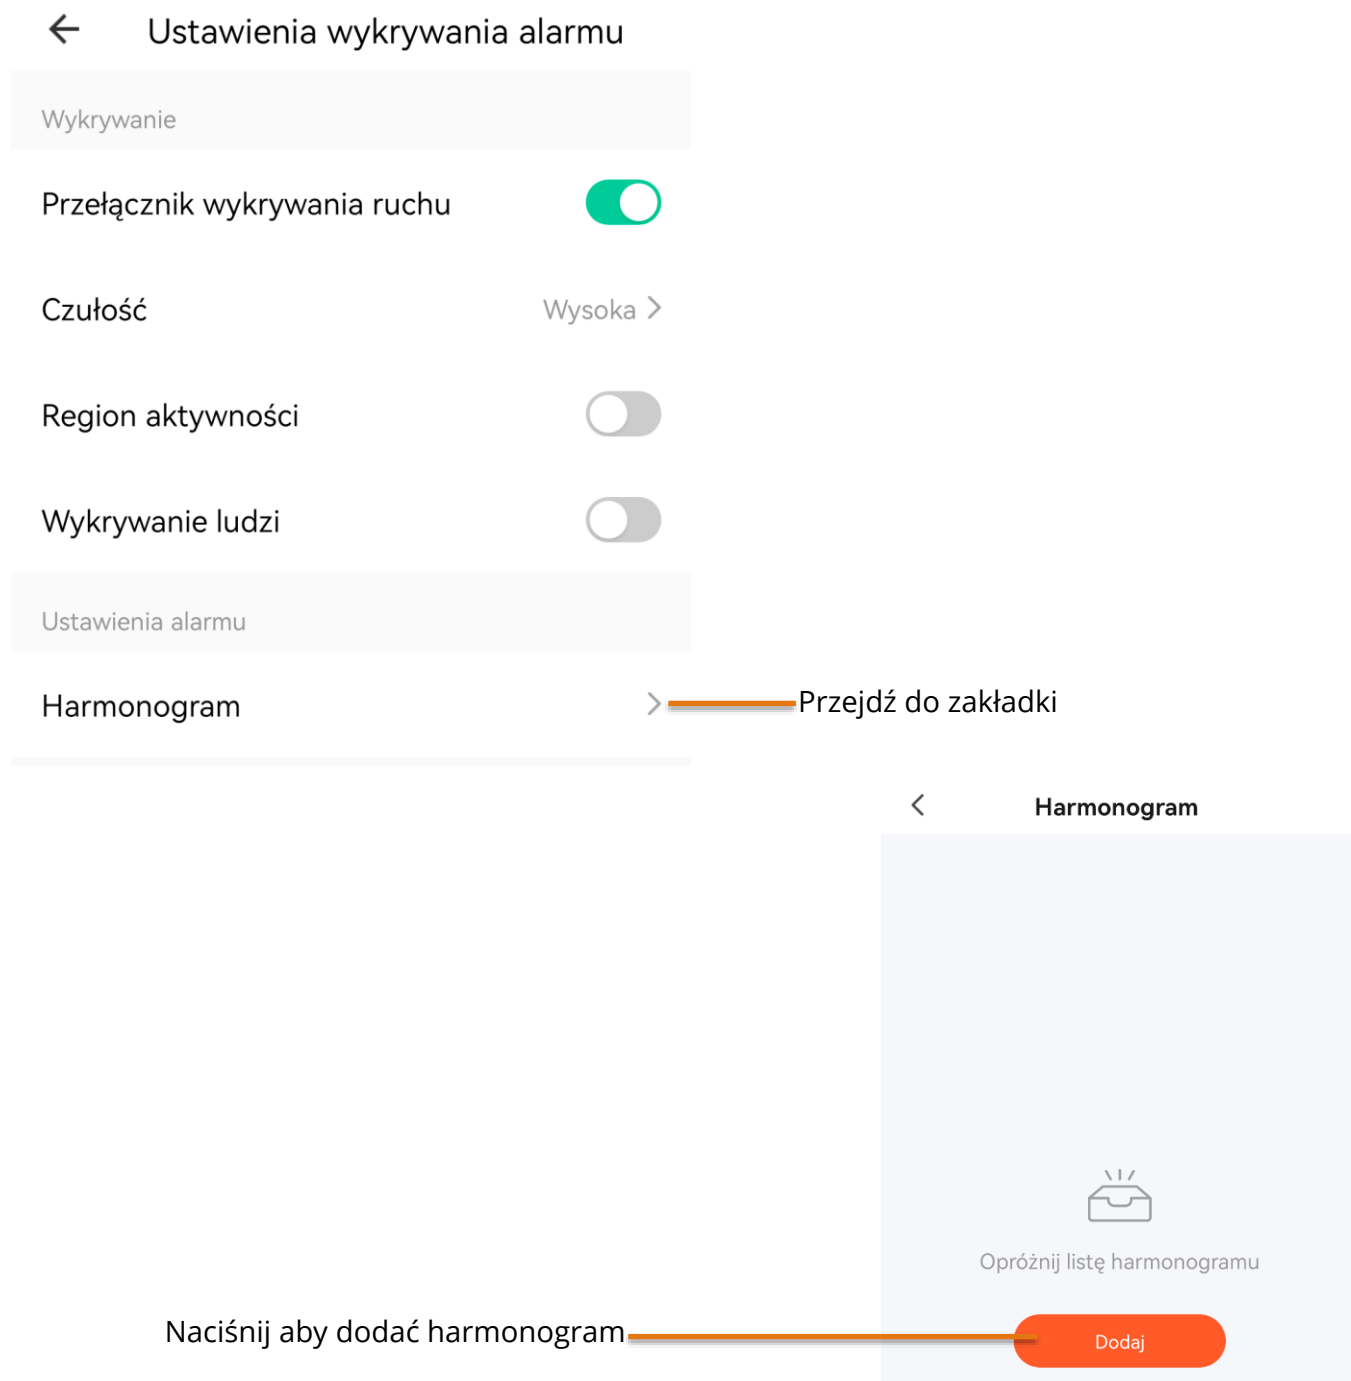 Ustawienia wykrywania alarmu
Wykrywanie
Przełącznik wykrywania ruchu
Czułość Wysoka
Region aktywności
Wykrywanie ludzi
Ustawienia alarmu
Harmonogram
Przejdź do zakładki
Harmonogram
Opróżnij listę harmonogramu
Naciśnij aby dodać harmonogram
Dodaj